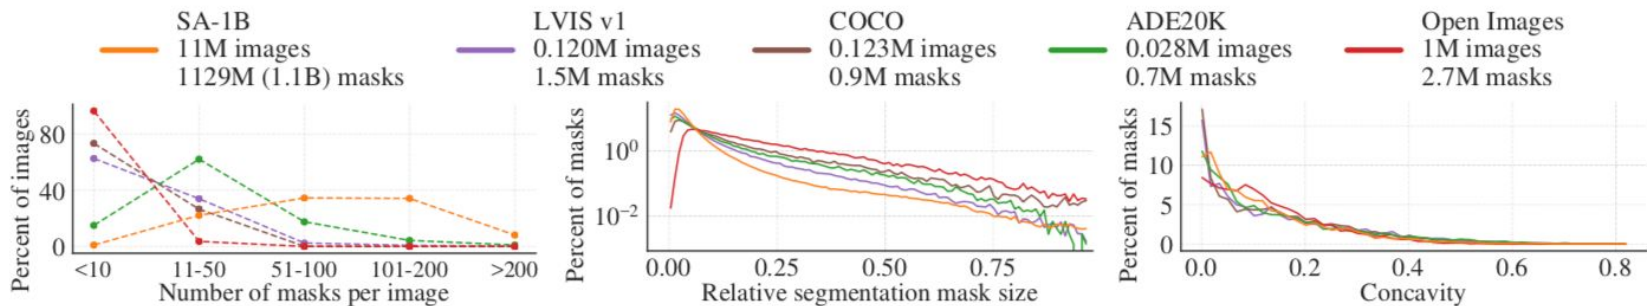 SA-1B
11M images
1129M (1.1B) masks
LVIS v1
0.120M images
1.5M masks
COCO
0.123M images
0.9M masks
ADE20K
0.028M images
0.7M masks
Open Images
1M images
2.7M masks
Percent of images
80
40
0
<10 11-50 51-100 101-200 >200
Number of masks per image
Percent of masks
10⁰
10⁻²
0.00 0.25 0.50 0.75
Relative segmentation mask size
Percent of masks
15
10
5
0
0.0 0.2 0.4 0.6 0.8
Concavity